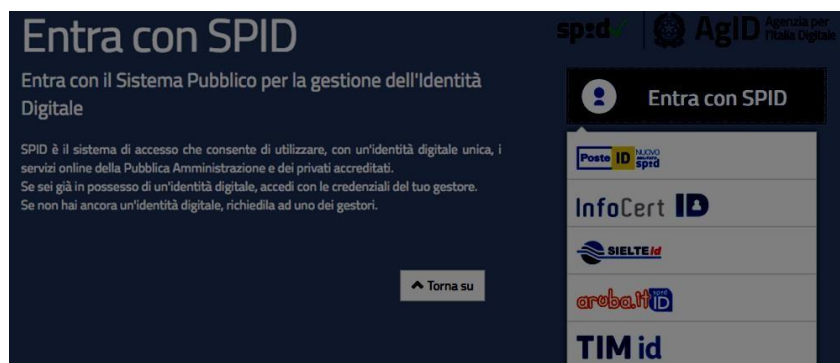 Entra con SPID
Entra con il Sistema Pubblico per la gestione dell'Identità
Digitale
SPID è il sistema di accesso che consente di utilizzare, con un'identità digitale unica, i
servizi online della Pubblica Amministrazione e dei privati accreditati.
Se sei già in possesso di un'identità digitale, accedi con le credenziali del tuo gestore.
Se non hai ancora un'identità digitale, richiedila ad uno dei gestori.
Torna su
spid
AgID Agenzia per
l'Italia Digitale
Entra con SPID
Poste ID NUOVO
spid
InfoCert ID
SIELTE id
aruba.it spid ID
TIM id